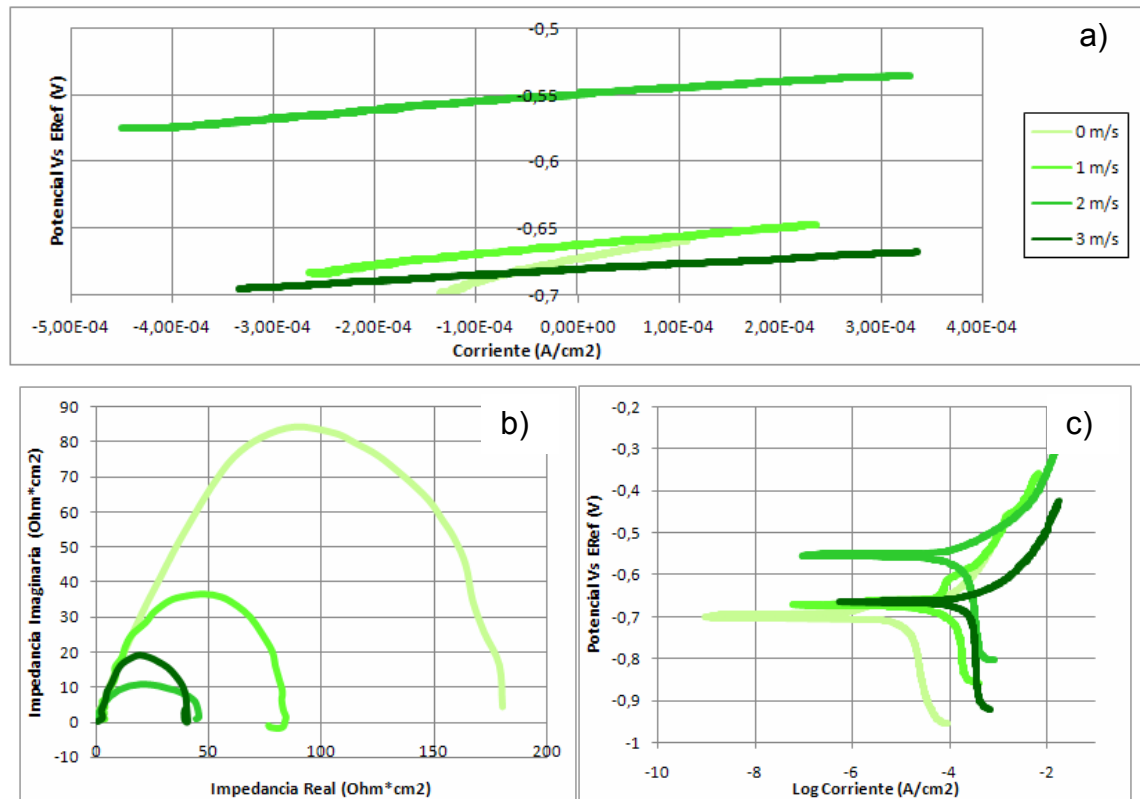 a)
Potencial Vs ERef (V)
-0,5
-0,55
-0,6
-0,65
-0,7
-5,00E-04 -4,00E-04 -3,00E-04 -2,00E-04 -1,00E-04 0,00E+00 1,00E-04 2,00E-04 3,00E-04 4,00E-04
Corriente (A/cm2)
0 m/s
1 m/s
2 m/s
3 m/s
b)
Impedancia Imaginaria (Ohm*cm2)
90
80
70
60
50
40
30
20
10
0
-10
0 50 100 150 200
Impedancia Real (Ohm*cm2)
c)
Potencial Vs ERef (V)
-0,2
-0,3
-0,4
-0,5
-0,6
-0,7
-0,8
-0,9
-1
-10 -8 -6 -4 -2
Log Corriente (A/cm2)